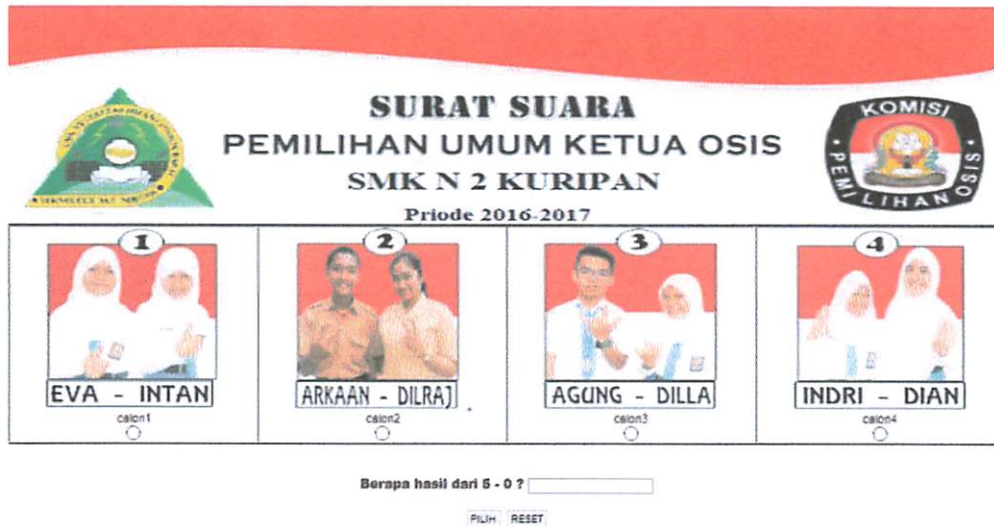 SURAT SUARA
PEMILIHAN UMUM KETUA OSIS
SMK N 2 KURIPAN
Priode 2016-2017
KOMISI
PEMILIHAN OSIS
1
2
3
4
EVA - INTAN
ARKAAN - DILRAJ
AGUNG - DILLA
INDRI - DIAN
calon1
calon2
calon3
calon4
Berapa hasil dari 5 - 0 ?
PILIH RESET